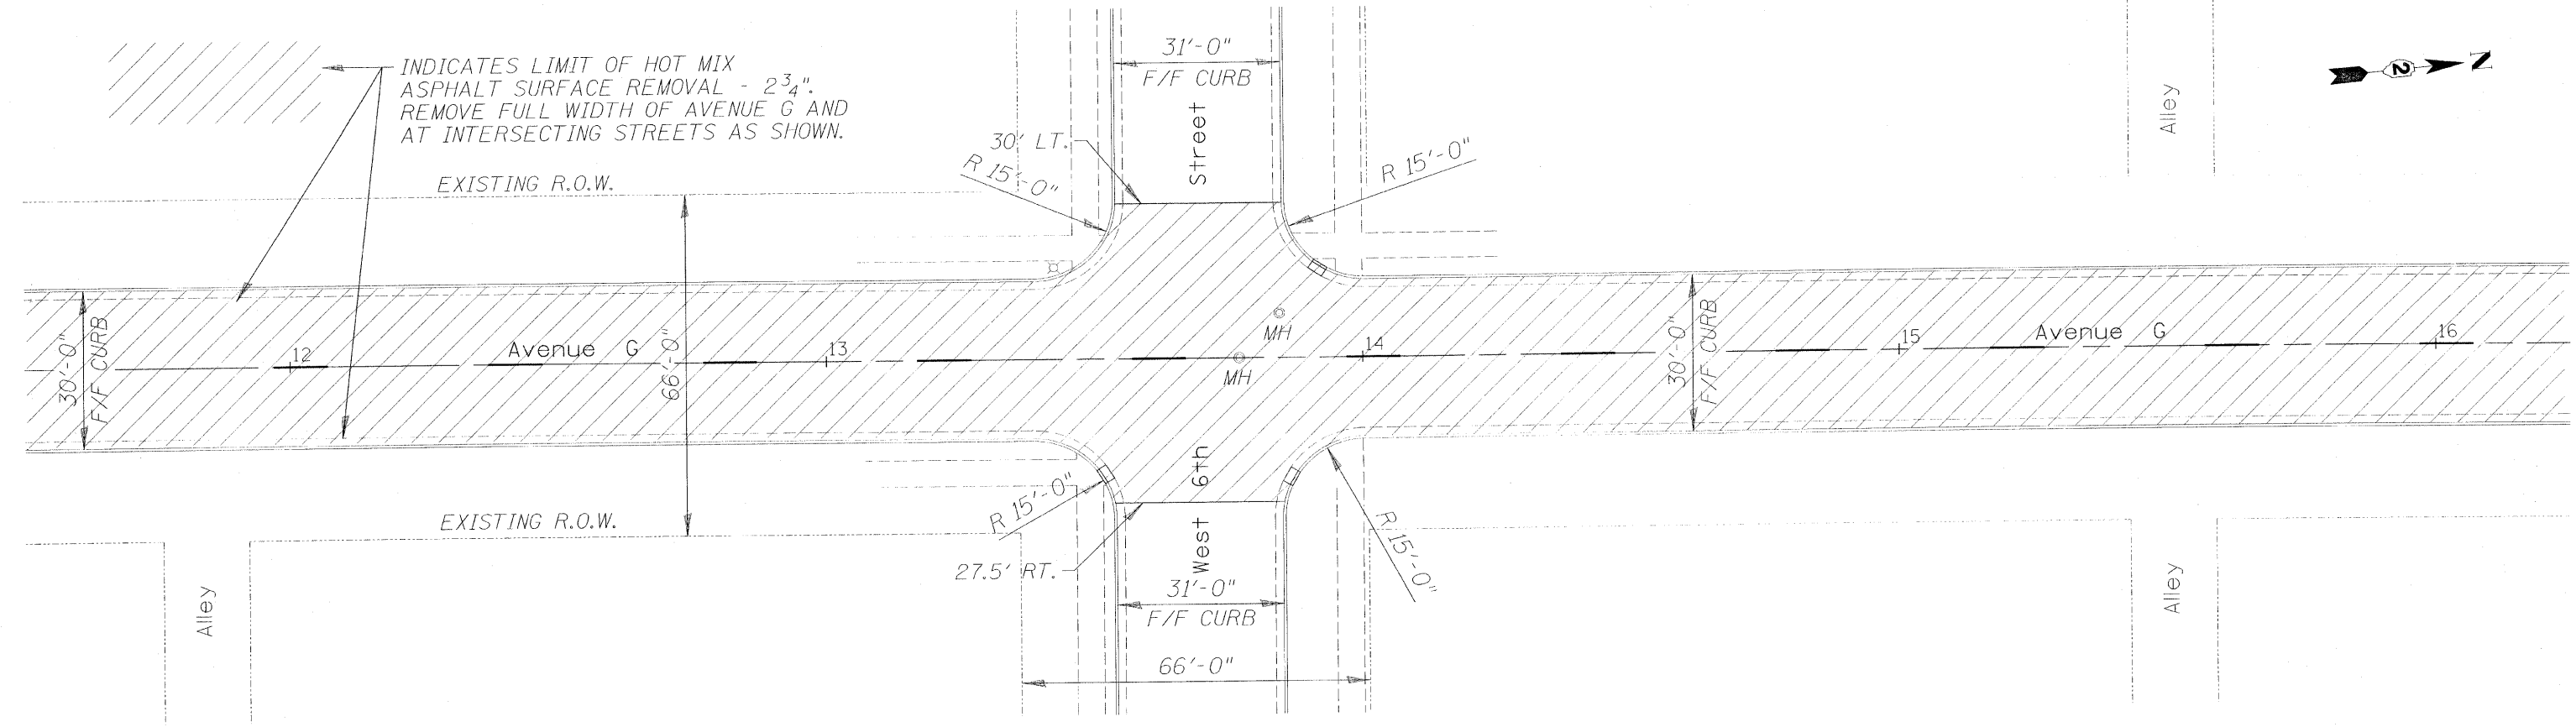 INDICATES LIMIT OF HOT MIX
ASPHALT SURFACE REMOVAL - 2 3/4".
REMOVE FULL WIDTH OF AVENUE G AND
AT INTERSECTING STREETS AS SHOWN.
31'-0"
F/F CURB
Street
30' LT.
R 15'-0"
R 15'-0"
Alley
2
N
EXISTING R.O.W.
30'-0"
F/F CURB
12
Avenue G
66'-0"
13
MH
MH
14
30'-0"
F/F CURB
15
Avenue G
16
EXISTING R.O.W.
R 15'-0"
West 6th
R 15'-0"
27.5' RT.
31'-0"
F/F CURB
66'-0"
Alley
Alley